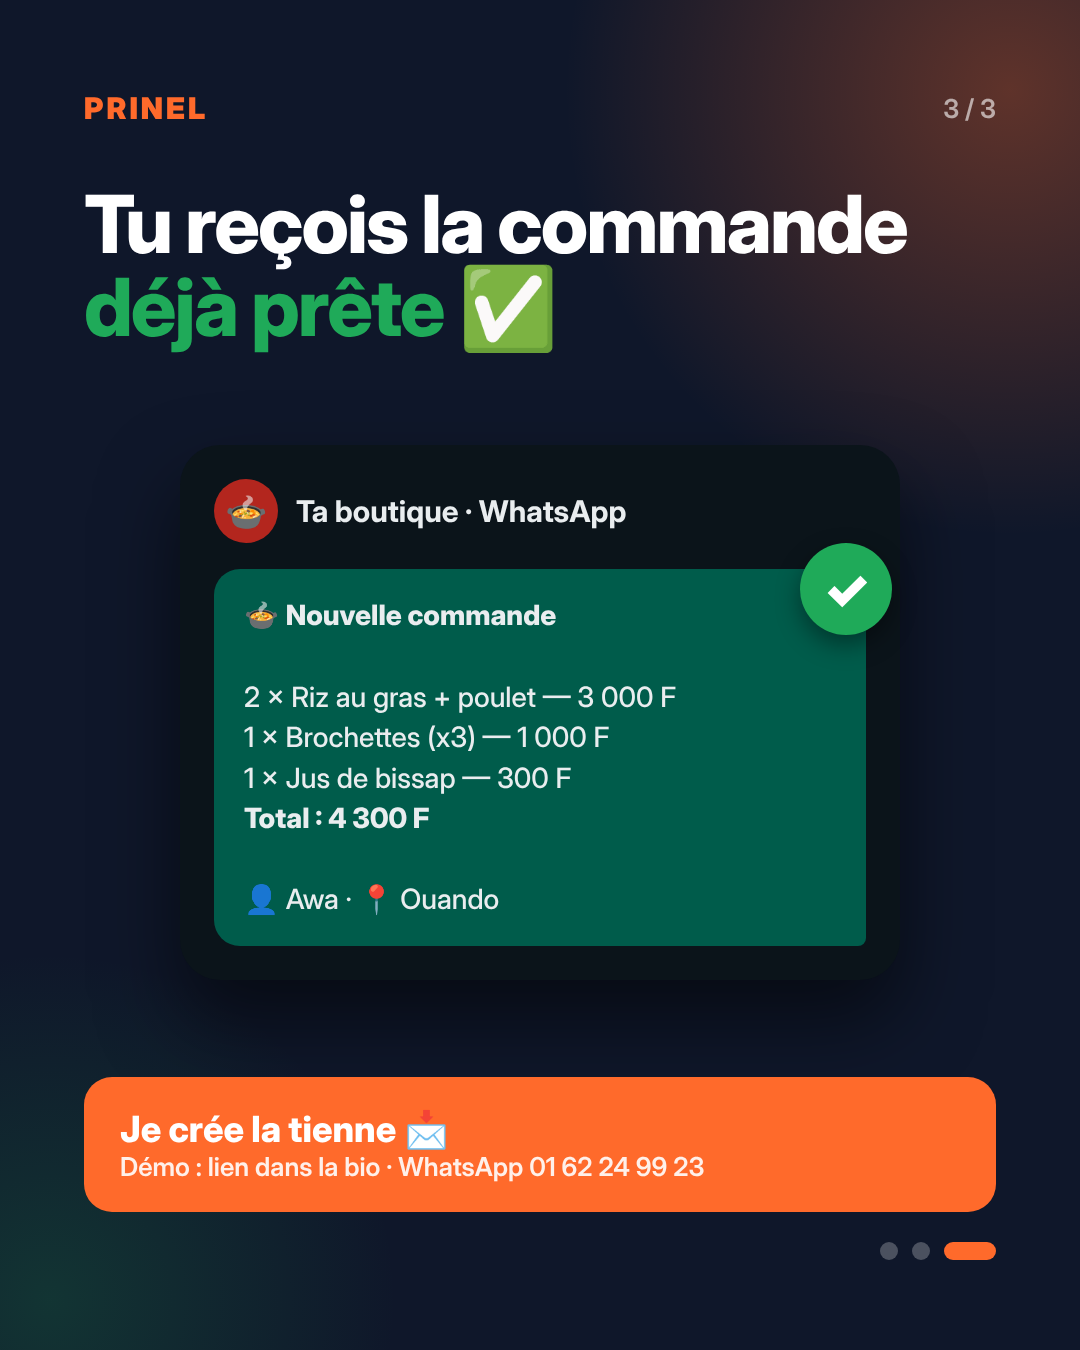 PRINEL
3 / 3
Tu reçois la commande
déjà prête ✅
Ta boutique · WhatsApp
🍲 Nouvelle commande
2 × Riz au gras + poulet — 3 000 F
1 × Brochettes (x3) — 1 000 F
1 × Jus de bissap — 300 F
Total : 4 300 F
👤 Awa · 📍 Ouando
Je crée la tienne 📩
Démo : lien dans la bio · WhatsApp 01 62 24 99 23